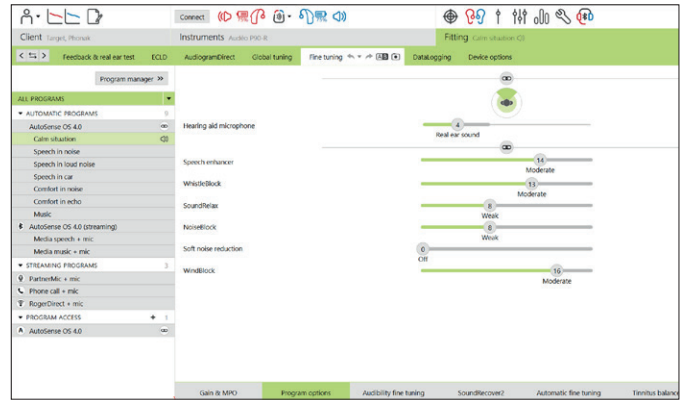 Connect
Client Target, Phonak
Instruments Audéo P90-R
Fitting Calm situation
Feedback & real ear test ECLD AudiogramDirect Global tuning Fine tuning DataLogging Device options
Program manager >>
ALL PROGRAMS
AUTOMATIC PROGRAMS
AutoSense OS 4.0
Calm situation
Speech in noise
Speech in loud noise
Speech in car
Comfort in noise
Comfort in echo
Music
AutoSense OS 4.0 (streaming)
Media speech + mic
Media music + mic
STREAMING PROGRAMS 3
PartnerMic + mic
Phone call + mic
RogerDirect + mic
PROGRAM ACCESS + 1
A AutoSense OS 4.0
Hearing aid microphone 4
Real ear sound
Speech enhancer 14
Moderate
WhistleBlock 13
Moderate
SoundRelax 8
Weak
NoiseBlock 8
Weak
Soft noise reduction 0
Off
WindBlock 16
Moderate
Gain & MPO Program options Audibility fine tuning SoundRecover2 Automatic fine tuning Tinnitus balance